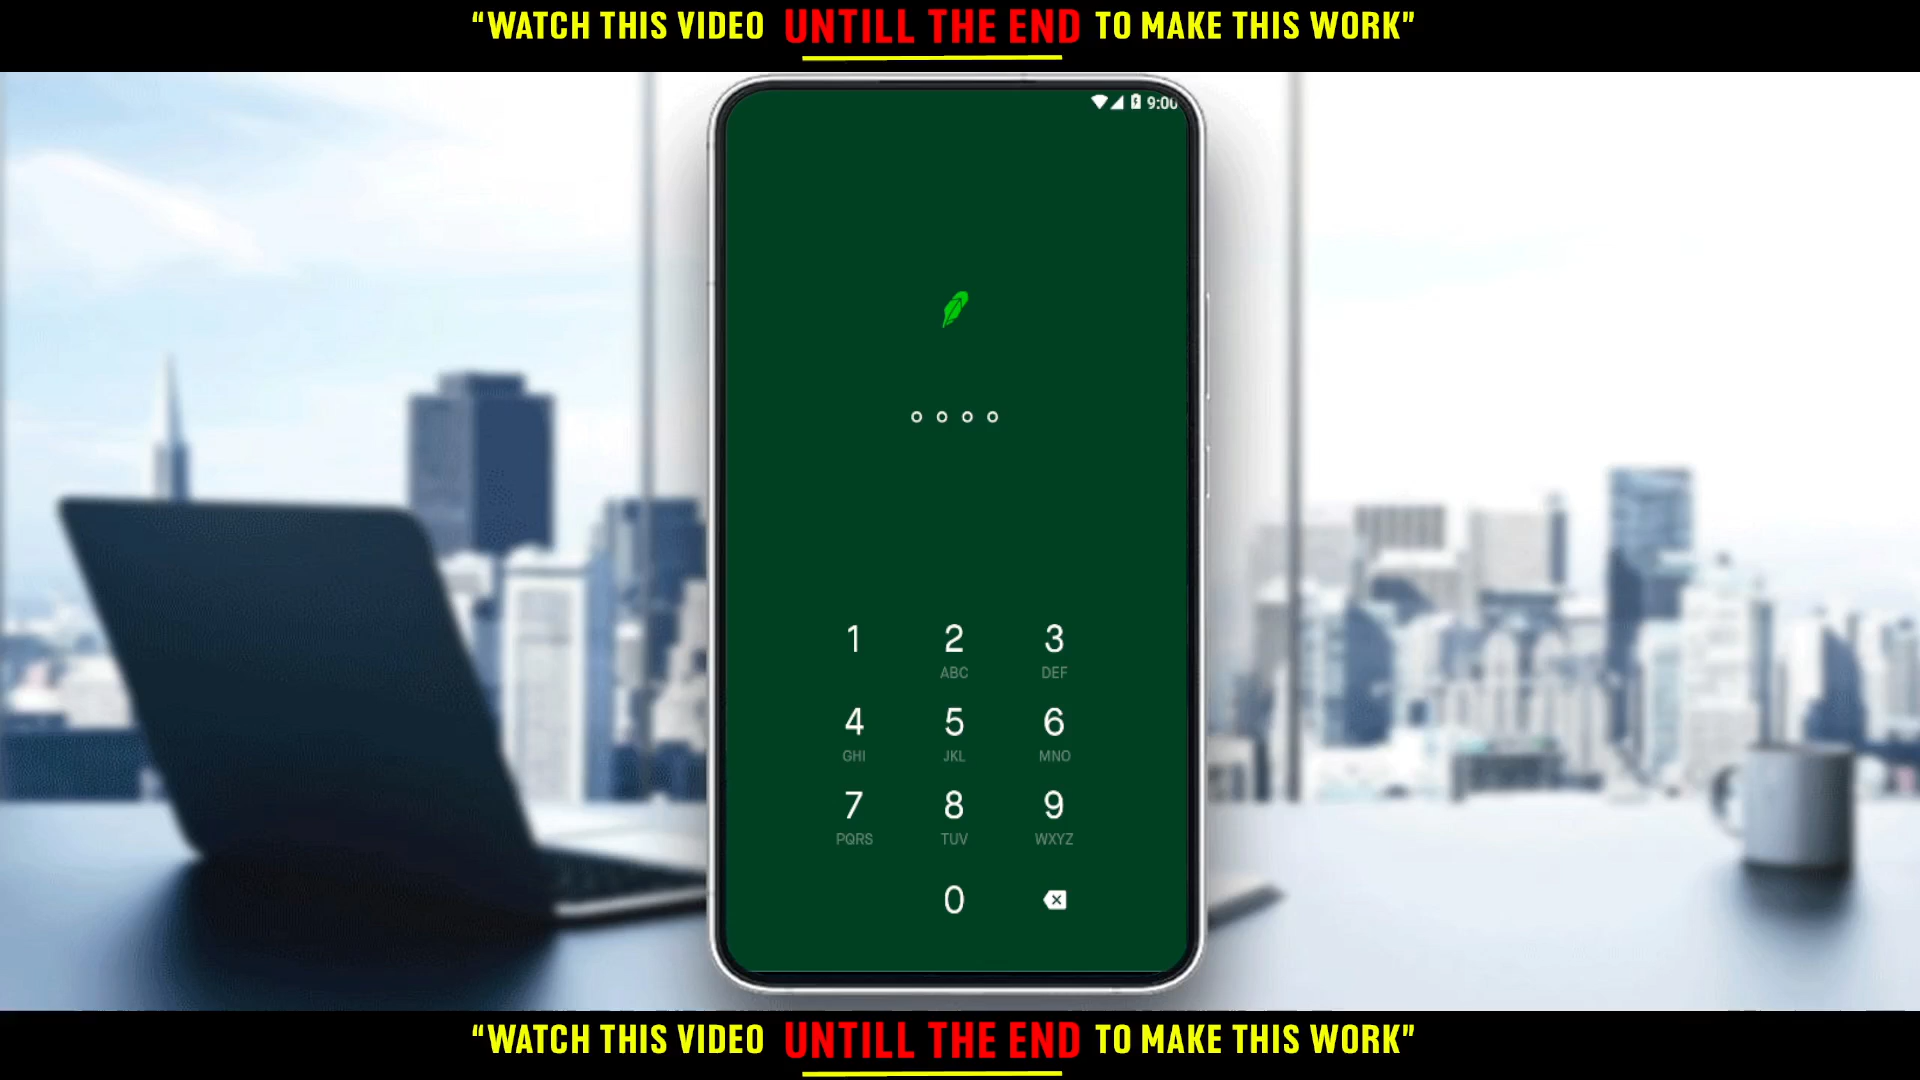 “WATCH THIS VIDEO UNTILL THE END TO MAKE THIS WORK”
9:00
1 2 3
ABC DEF
4 5 6
GHI JKL MNO
7 8 9
PQRS TUV WXYZ
0
“WATCH THIS VIDEO UNTILL THE END TO MAKE THIS WORK”